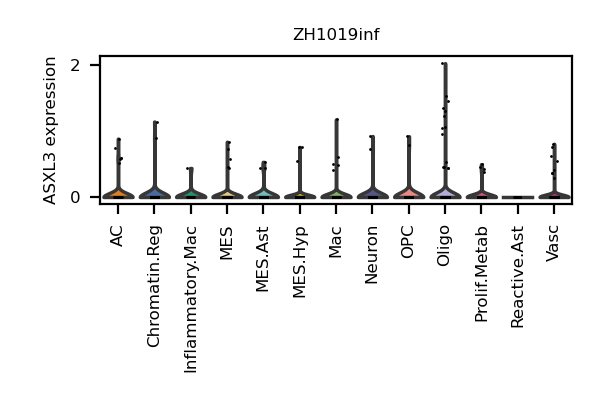 ZH1019inf
ASXL3 expression
2
0
AC
Chromatin.Reg
Inflammatory.Mac
MES
MES.Ast
MES.Hyp
Mac
Neuron
OPC
Oligo
Prolif.Metab
Reactive.Ast
Vasc